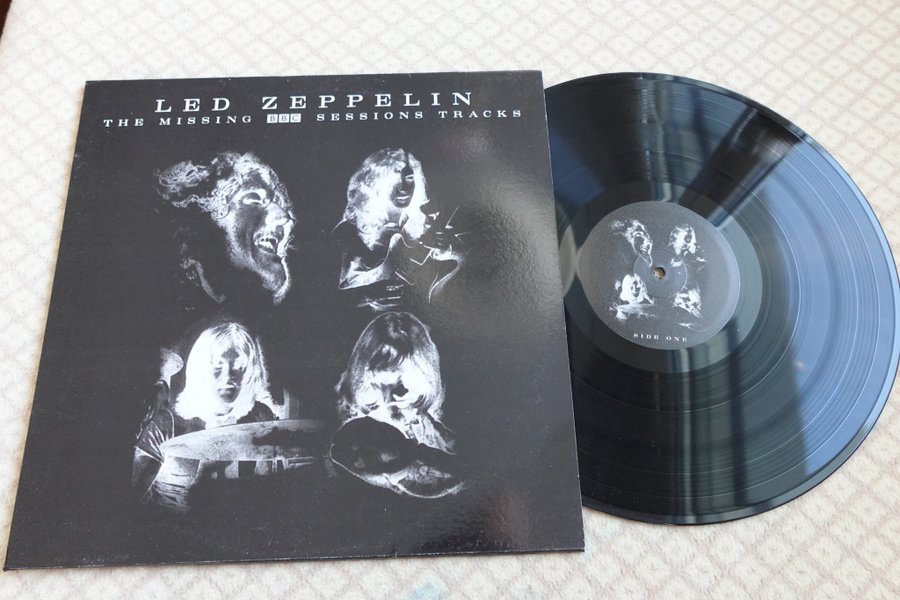 LED ZEPPELIN
THE MISSING BBC SESSIONS TRACKS
SIDE ONE